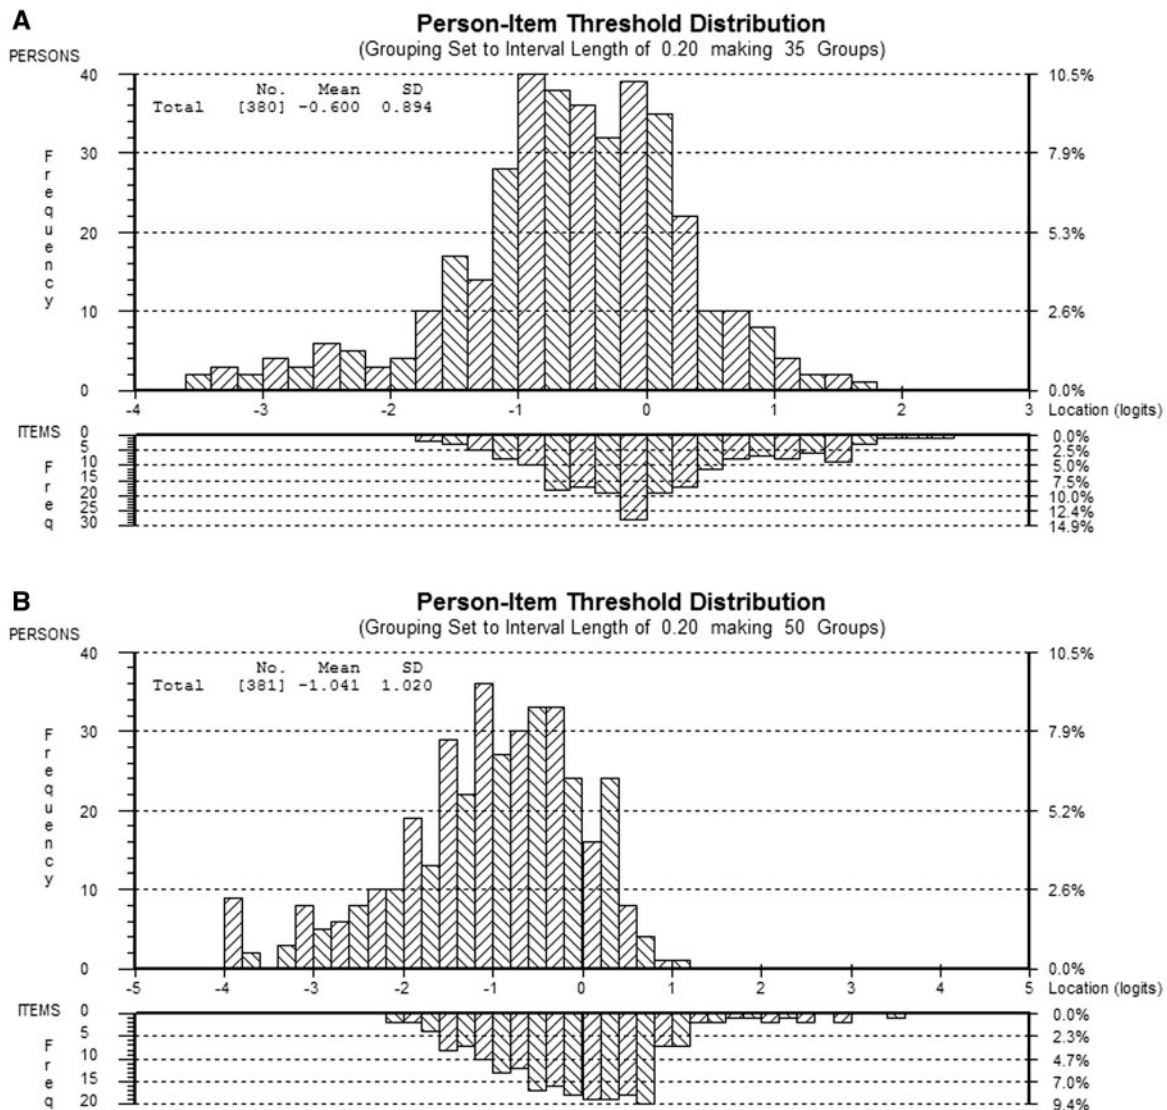 A
Person-Item Threshold Distribution
(Grouping Set to Interval Length of 0.20 making 35 Groups)
PERSONS
No. Mean SD
Total [380] -0.600 0.894
Frequency
40
30
20
10
0
10.5%
7.9%
5.3%
2.6%
0.0%
-4 -3 -2 -1 0 1 2 3 Location (logits)
ITEMS
Freq
0
5
10
15
20
25
30
0.0%
2.5%
5.0%
7.5%
10.0%
12.4%
14.9%
B
Person-Item Threshold Distribution
(Grouping Set to Interval Length of 0.20 making 50 Groups)
PERSONS
No. Mean SD
Total [381] -1.041 1.020
Frequency
40
30
20
10
0
10.5%
7.9%
5.2%
2.6%
0.0%
-5 -4 -3 -2 -1 0 1 2 3 4 5 Location (logits)
ITEMS
Freq
0
5
10
15
20
0.0%
2.3%
4.7%
7.0%
9.4%